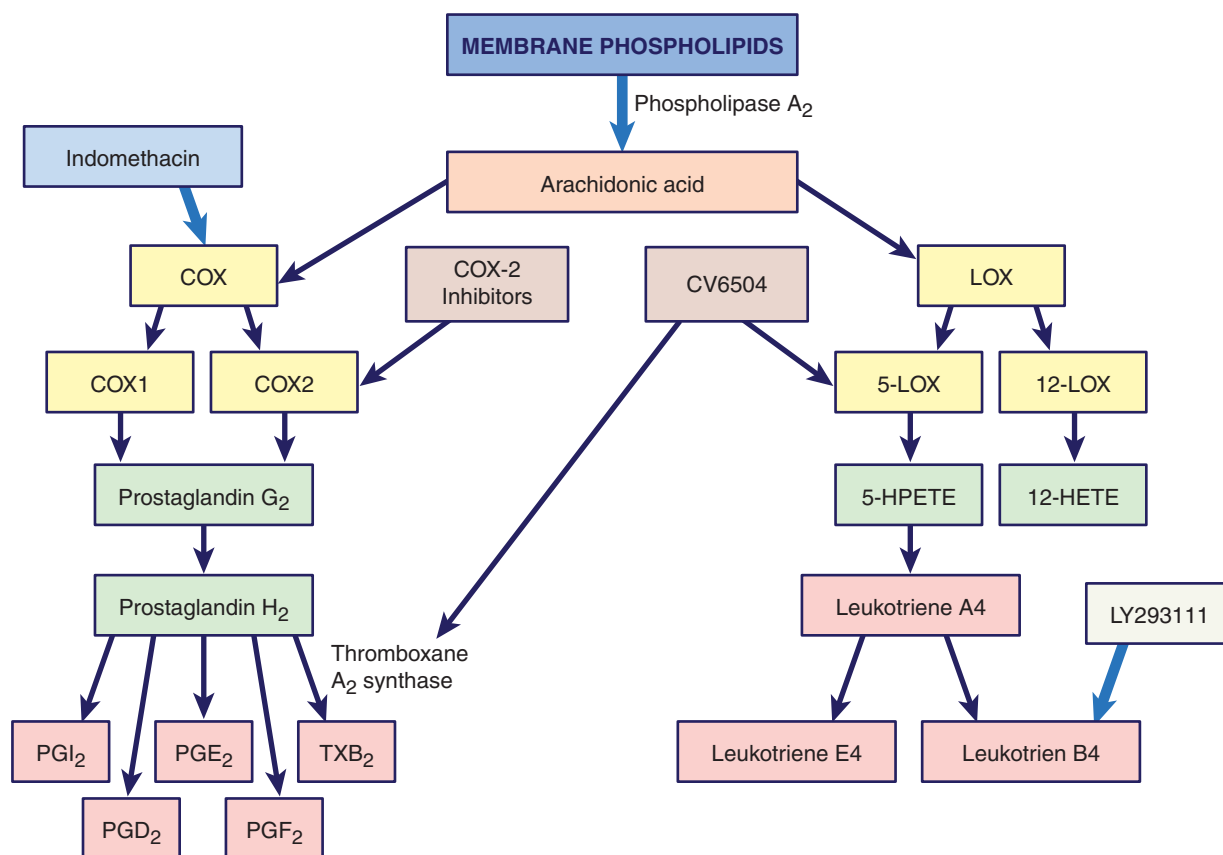 MEMBRANE PHOSPHOLIPIDS
Phospholipase A2
Indomethacin
Arachidonic acid
COX
COX-2
Inhibitors
CV6504
LOX
COX1
COX2
5-LOX
12-LOX
Prostaglandin G2
5-HPETE
12-HETE
Prostaglandin H2
Leukotriene A4
LY293111
Thromboxane
A2 synthase
PGI2
PGE2
TXB2
Leukotriene E4
Leukotrien B4
PGD2
PGF2